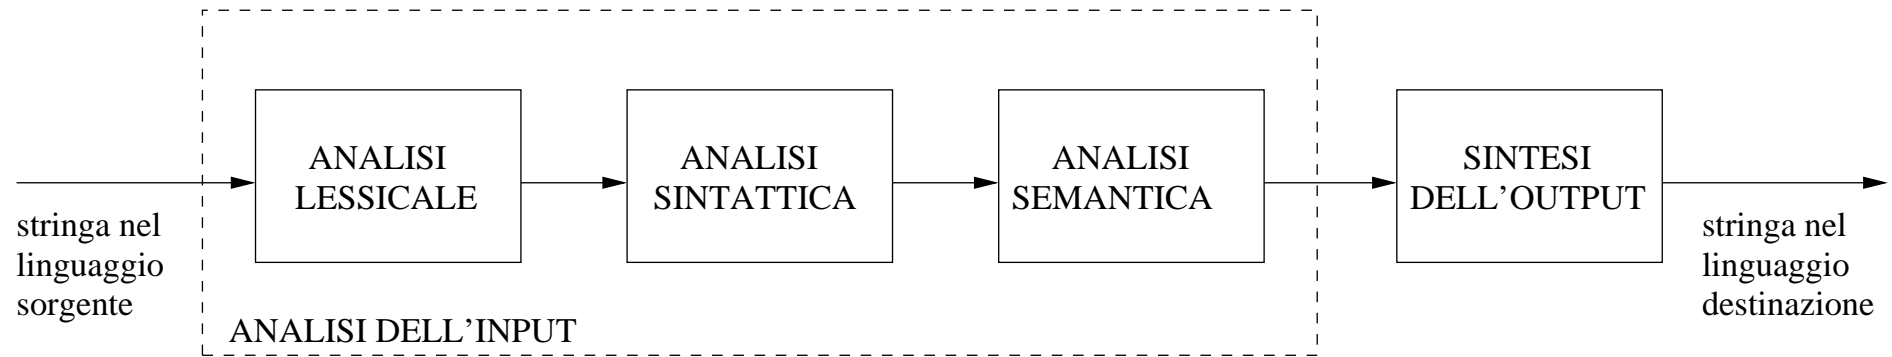 ANALISI
LESSICALE
ANALISI
SINTATTICA
ANALISI
SEMANTICA
SINTESI
DELL'OUTPUT
stringa nel
linguaggio
sorgente
stringa nel
linguaggio
destinazione
ANALISI DELL'INPUT